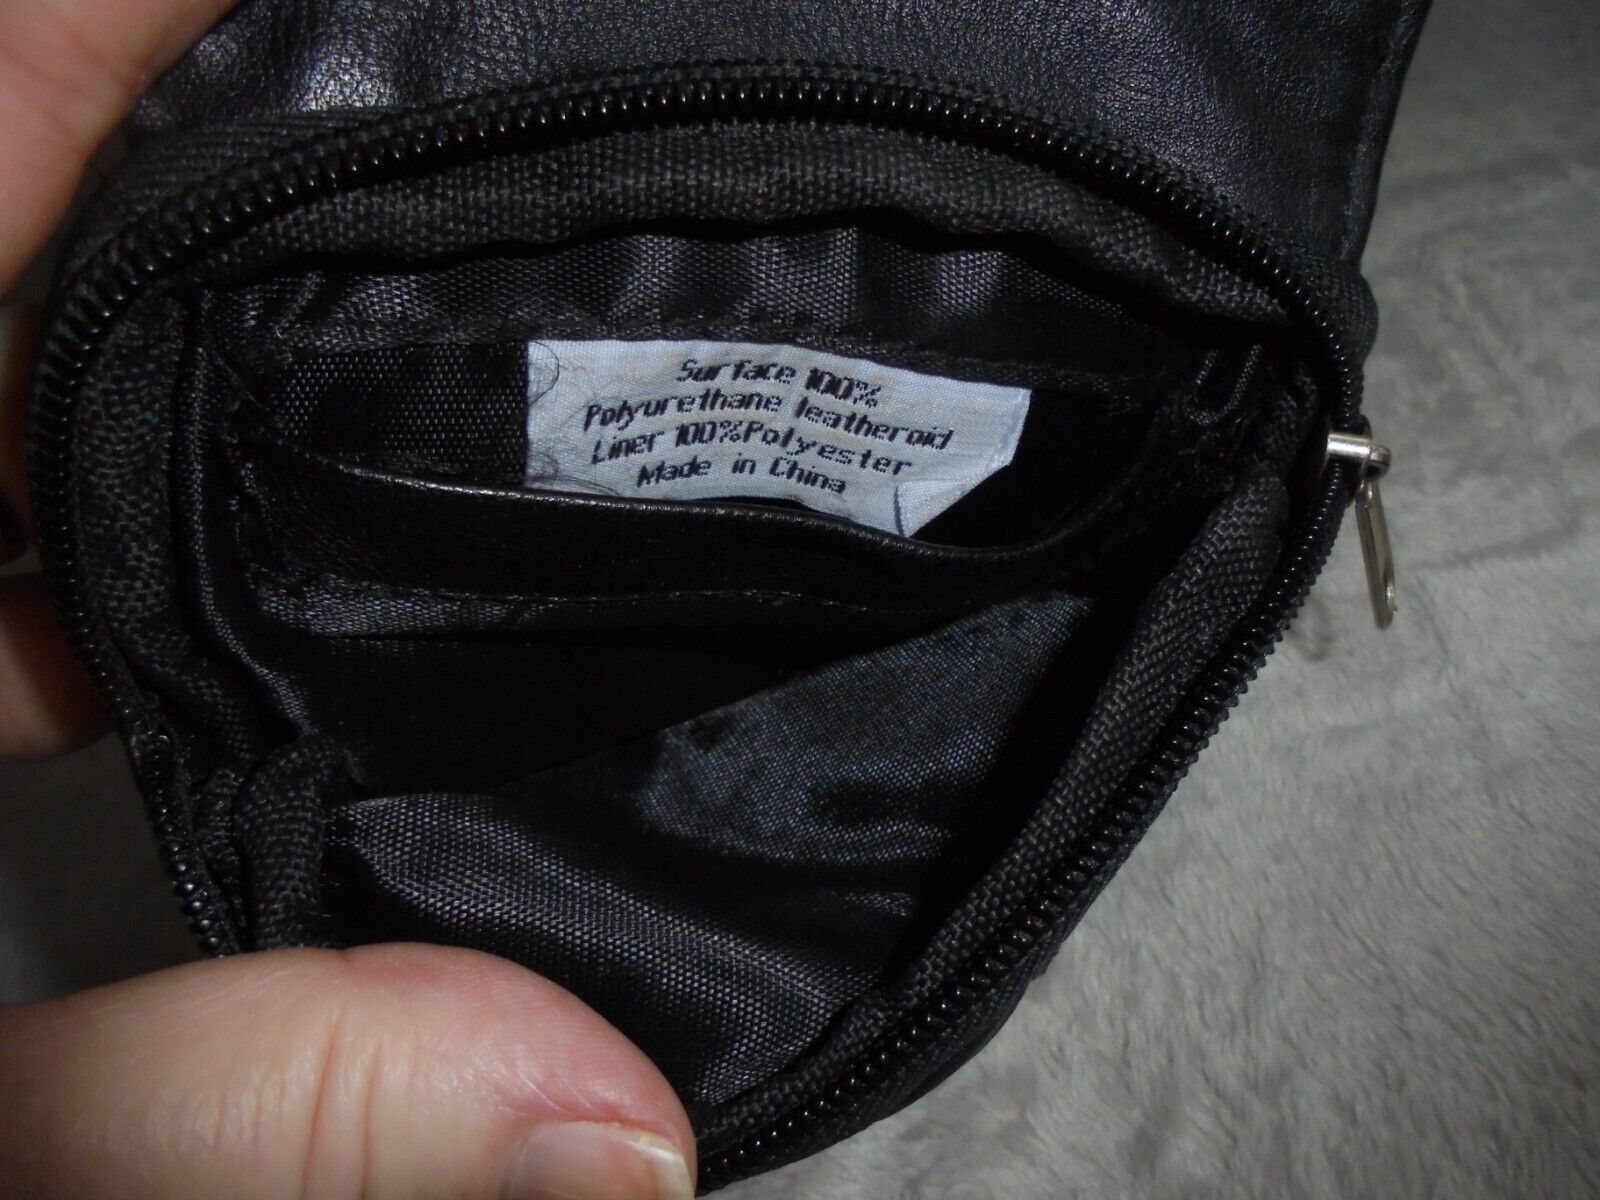 Surface 100%
Polyurethane leatheroid
Liner 100%Polyester
Made in China